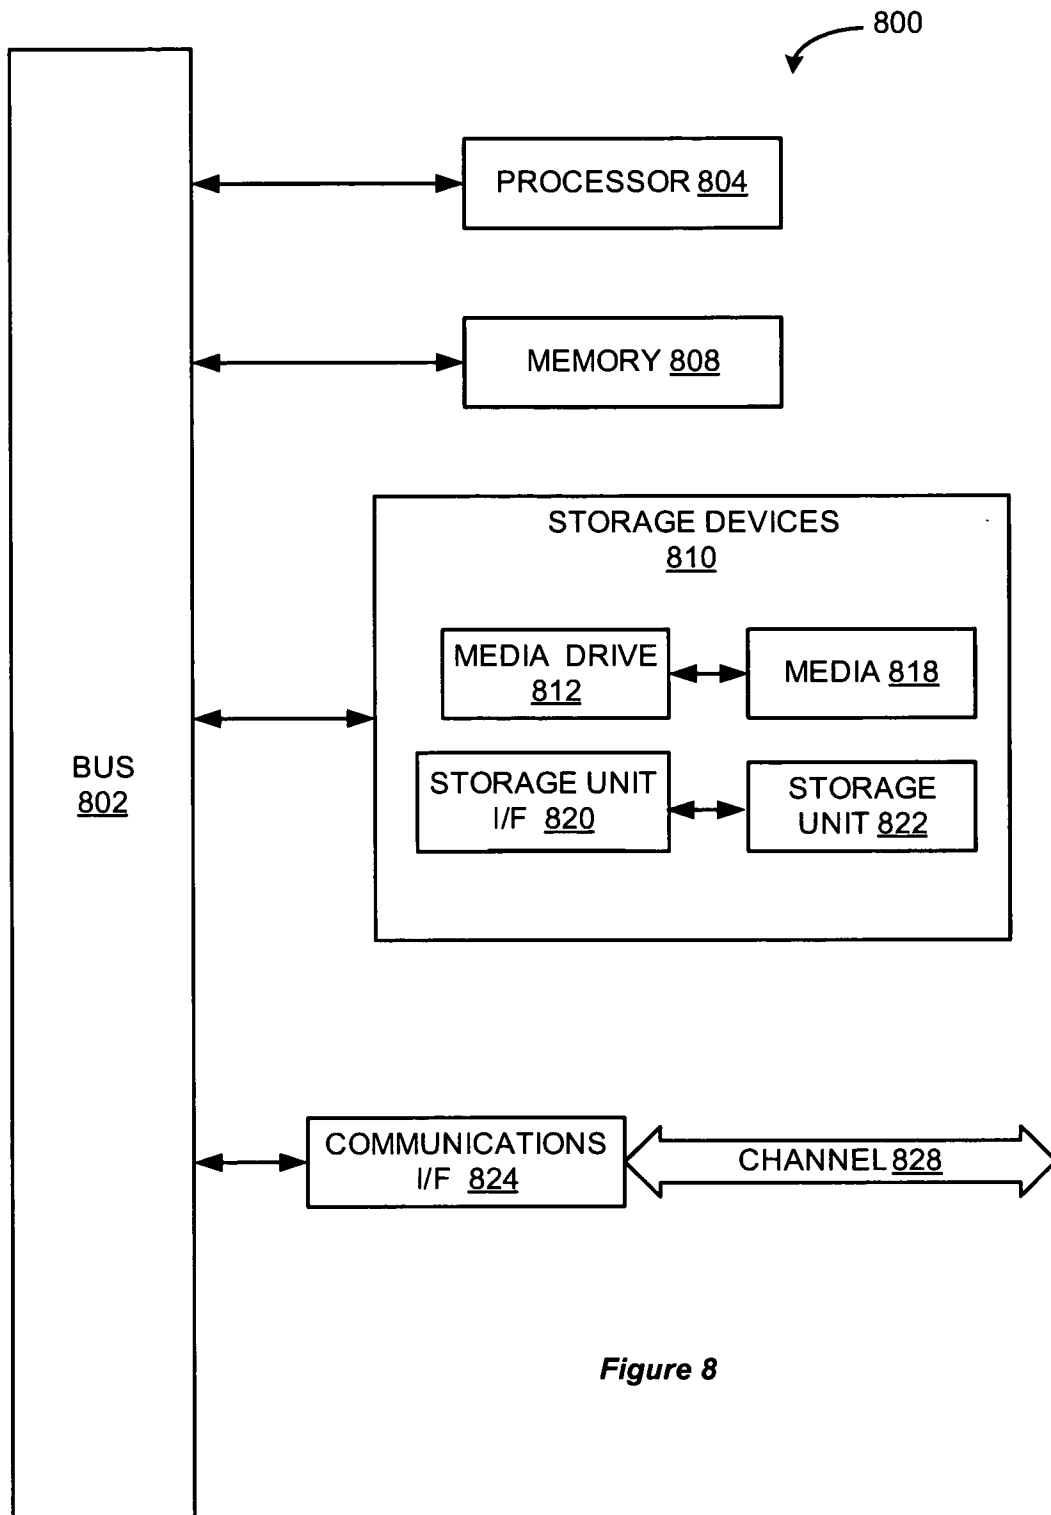 800
PROCESSOR 804
MEMORY 808
STORAGE DEVICES
810
MEDIA DRIVE
812
MEDIA 818
STORAGE UNIT
I/F 820
STORAGE
UNIT 822
BUS
802
COMMUNICATIONS
I/F 824
CHANNEL 828
Figure 8